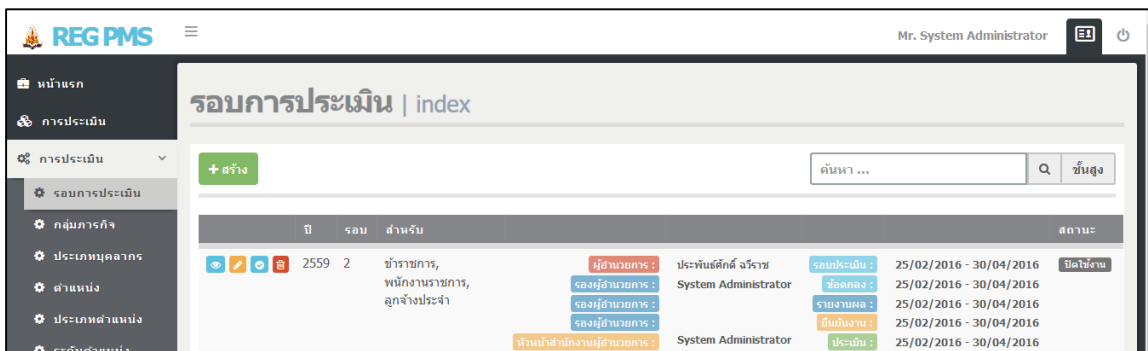 REG PMS
Mr. System Administrator
หน้าแรก
การประเมิน
การประเมิน
รอบการประเมิน
กลุ่มภารกิจ
ประเภทบุคลากร
ตำแหน่ง
ประเภทตำแหน่ง
ระดับตำแหน่ง
รอบการประเมิน | index
+ สร้าง
ค้นหา ...
ขั้นสูง
ปี รอบ สำหรับ สถานะ
2559 2 ข้าราชการ, ผู้อำนวยการ : ประพันธ์ศักดิ์ ฉวีราช รอบประเมิน : 25/02/2016 - 30/04/2016 ปิดใช้งาน
พนักงานราชการ, รองผู้อำนวยการ : System Administrator ข้อตกลง : 25/02/2016 - 30/04/2016
ลูกจ้างประจำ รองผู้อำนวยการ : รายงานผล : 25/02/2016 - 30/04/2016
รองผู้อำนวยการ : ยืนยันงาน : 25/02/2016 - 30/04/2016
หัวหน้าสำนักงานผู้อำนวยการ : System Administrator ประเมิน : 25/02/2016 - 30/04/2016